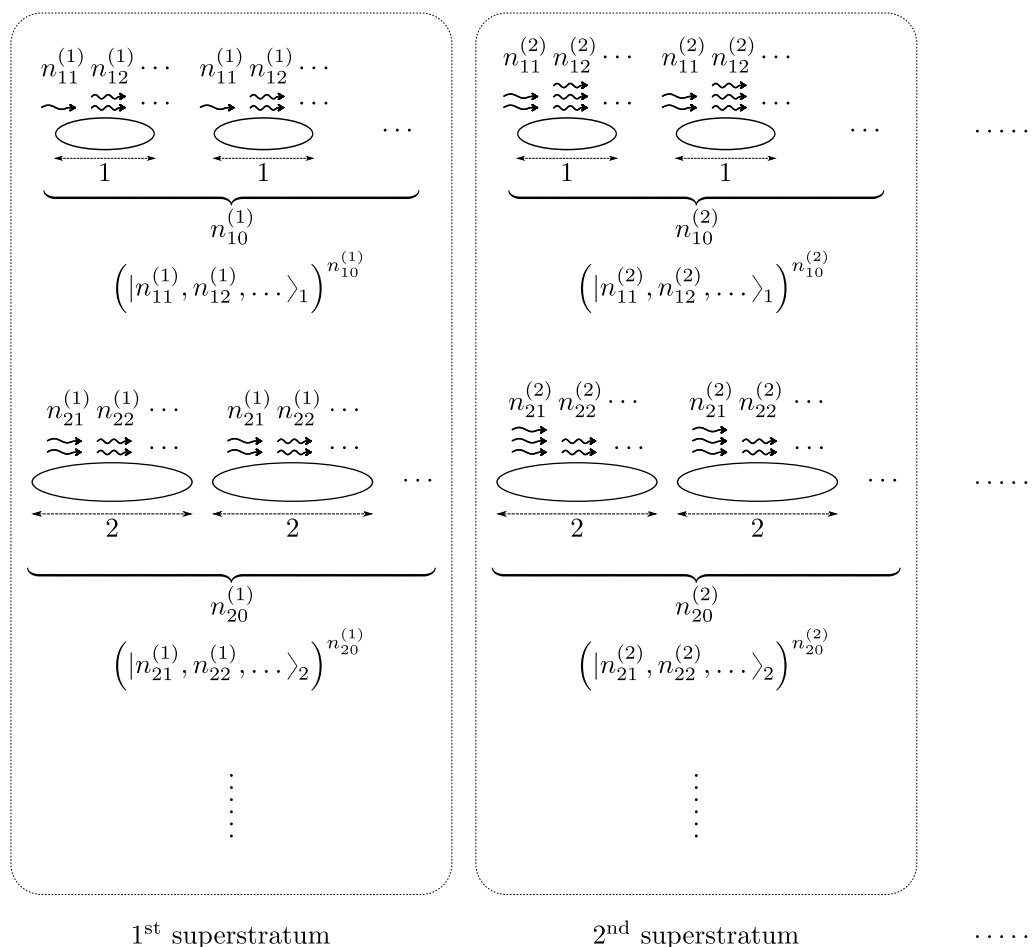 n_{11}^{(1)} n_{12}^{(1)} ··· n_{11}^{(1)} n_{12}^{(1)} ··· n_{11}^{(2)} n_{12}^{(2)} ··· n_{11}^{(2)} n_{12}^{(2)} ···
··· ··· ··· ···
··· ··· ·····
1 1 1 1
n_{10}^{(1)} n_{10}^{(2)}
(|n_{11}^{(1)}, n_{12}^{(1)}, ...⟩_1)^{n_{10}^{(1)}} (|n_{11}^{(2)}, n_{12}^{(2)}, ...⟩_1)^{n_{10}^{(2)}}
n_{21}^{(1)} n_{22}^{(1)} ··· n_{21}^{(1)} n_{22}^{(1)} ··· n_{21}^{(2)} n_{22}^{(2)} ··· n_{21}^{(2)} n_{22}^{(2)} ···
··· ··· ··· ···
··· ··· ·····
2 2 2 2
n_{20}^{(1)} n_{20}^{(2)}
(|n_{21}^{(1)}, n_{22}^{(1)}, ...⟩_2)^{n_{20}^{(1)}} (|n_{21}^{(2)}, n_{22}^{(2)}, ...⟩_2)^{n_{20}^{(2)}}
1^{st} superstratum 2^{nd} superstratum ·····